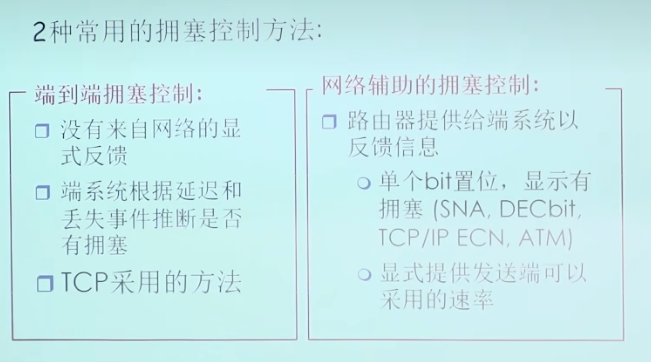 2种常用的拥塞控制方法:
端到端拥塞控制:
没有来自网络的显
式反馈
端系统根据延迟和
丢失事件推断是否
有拥塞
TCP采用的方法
网络辅助的拥塞控制:
路由器提供给端系统以
反馈信息
单个bit置位，显示有
拥塞 (SNA, DECbit,
TCP/IP ECN, ATM)
显式提供发送端可以
采用的速率